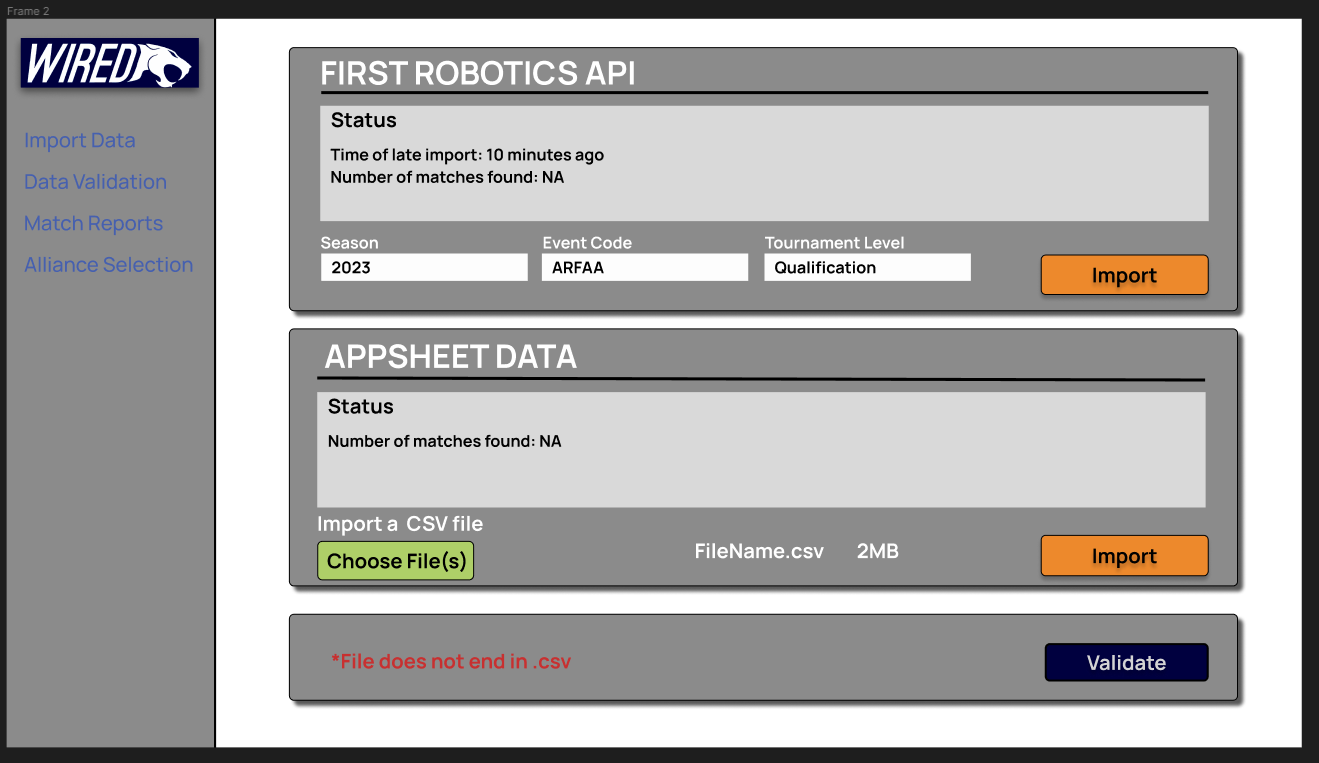 Frame 2
WIRED
Import Data
Data Validation
Match Reports
Alliance Selection
FIRST ROBOTICS API
Status
Time of late import: 10 minutes ago
Number of matches found: NA
Season
Event Code
Tournament Level
2023
ARFAA
Qualification
Import
APPSHEET DATA
Status
Number of matches found: NA
Import a CSV file
Choose File(s)
FileName.csv 2MB
Import
*File does not end in .csv
Validate